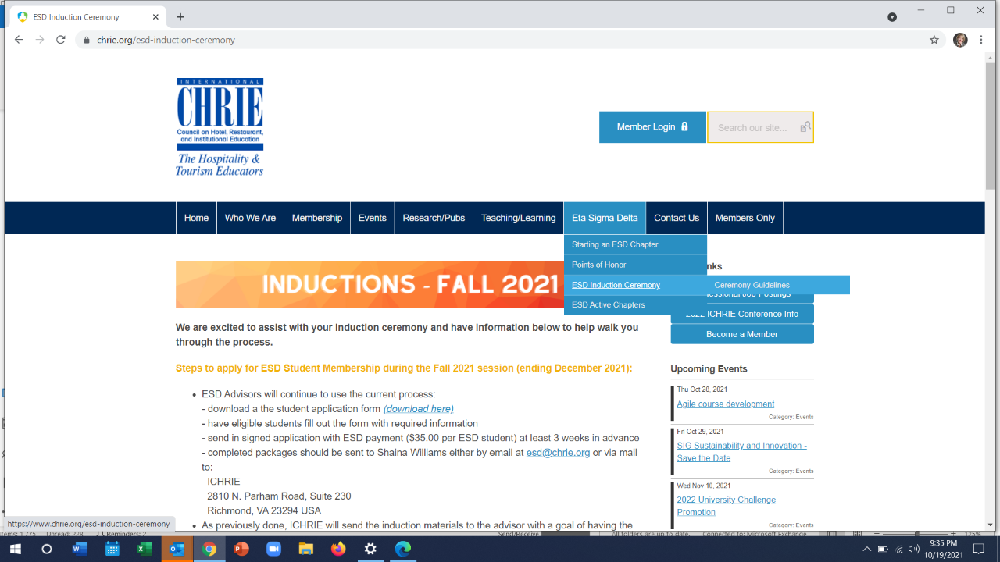 ESD Induction Ceremony
chrie.org/esd-induction-ceremony
INTERNATIONAL
CHRIE
Council on Hotel, Restaurant,
and Institutional Education
The Hospitality &
Tourism Educators
Member Login
Search our site...
Home
Who We Are
Membership
Events
Research/Pubs
Teaching/Learning
Eta Sigma Delta
Contact Us
Members Only
Starting an ESD Chapter
Points of Honor
ESD Induction Ceremony
Ceremony Guidelines
ESD Active Chapters
INDUCTIONS - FALL 2021
We are excited to assist with your induction ceremony and have information below to help walk you
through the process.
Steps to apply for ESD Student Membership during the Fall 2021 session (ending December 2021):
• ESD Advisors will continue to use the current process:
- download a the student application form (download here)
- have eligible students fill out the form with required information
- send in signed application with ESD payment ($35.00 per ESD student) at least 3 weeks in advance
- completed packages should be sent to Shaina Williams either by email at esd@chrie.org or via mail
to:
ICHRIE
2810 N. Parham Road, Suite 230
Richmond, VA 23294 USA
• As previously done, ICHRIE will send the induction materials to the advisor with a goal of having the
nks
2022 ICHRIE Conference Info
Become a Member
Upcoming Events
Thu Oct 28, 2021
Agile course development
Category: Events
Fri Oct 29, 2021
SIG Sustainability and Innovation -
Save the Date
Category: Events
Wed Nov 10, 2021
2022 University Challenge
Promotion
Category: Events
https://www.chrie.org/esd-induction-ceremony
Items: 1,775 Unread: 228 Reminders: 2
Send/Receive
All folders are up to date. Connected to: Microsoft Exchange
125%
9:35 PM
10/19/2021